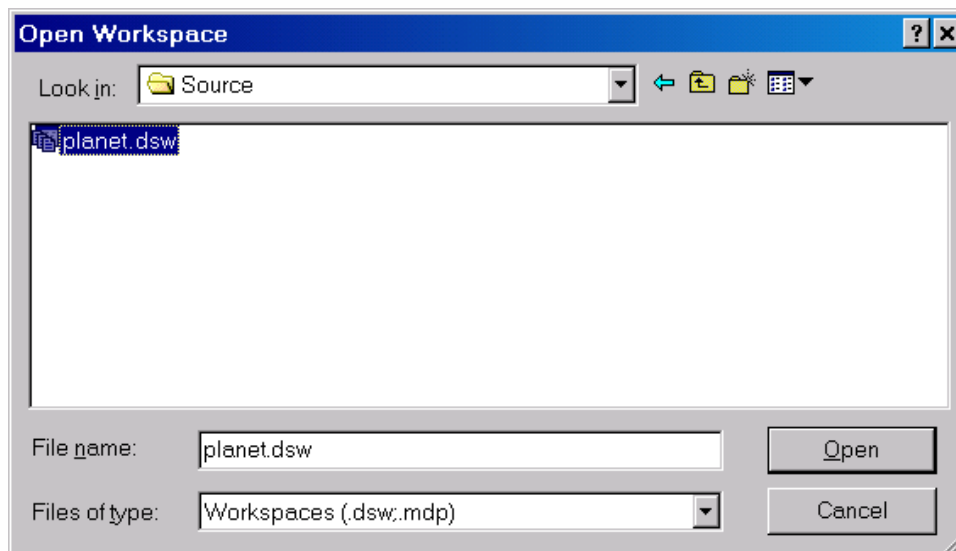 Open Workspace
Look in: Source
planet.dsw
File name: planet.dsw Open
Files of type: Workspaces (.dsw;.mdp) Cancel